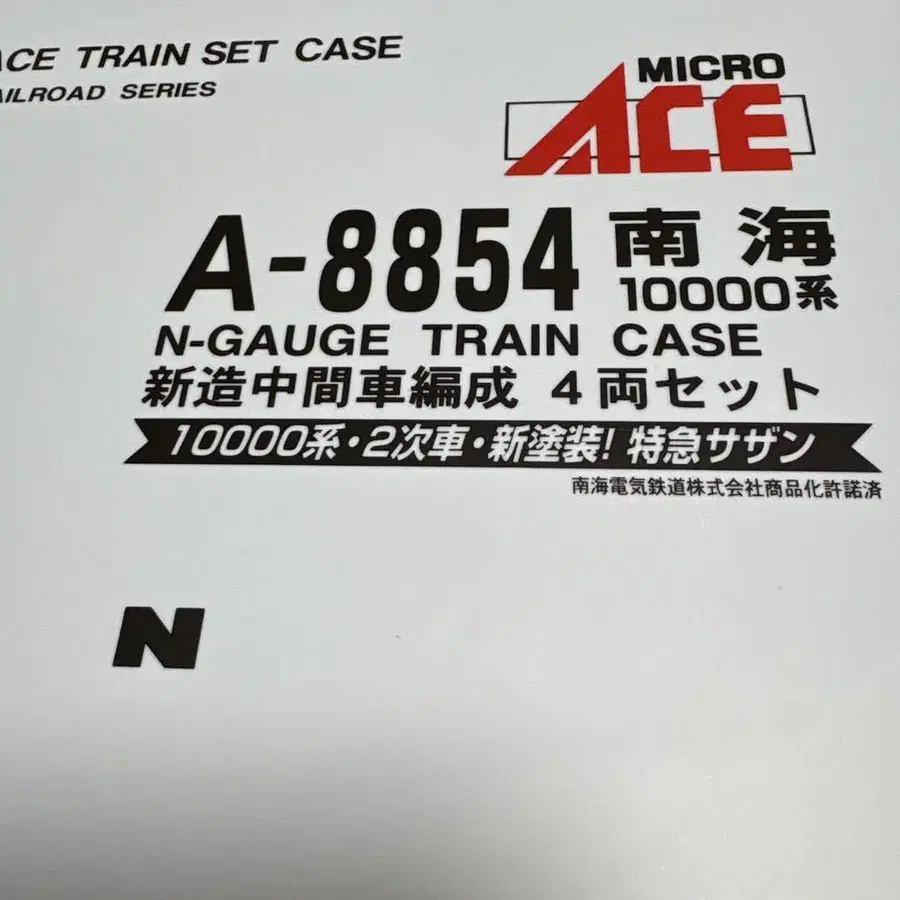 ACE TRAIN SET CASE
AILROAD SERIES
MICRO
ACE
A-8854 南海
10000系
N-GAUGE TRAIN CASE
新造中間車編成 4両セット
10000系・2次車・新塗装! 特急サザン
南海電気鉄道株式会社商品化許諾済
N